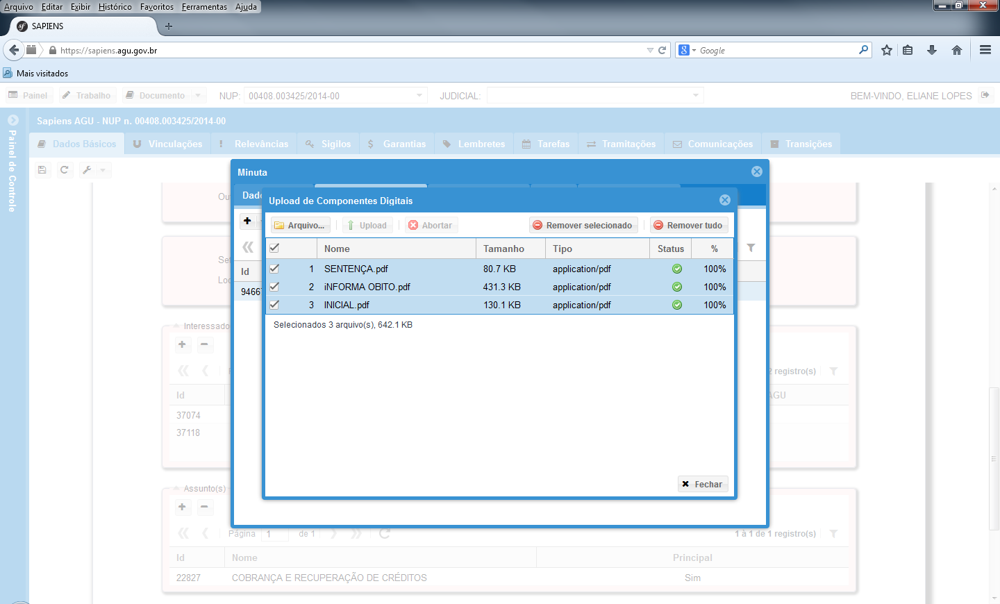 Arquivo Editar Exibir Histórico Favoritos Ferramentas Ajuda
SAPIENS
https://sapiens.agu.gov.br
Google
Mais visitados
Painel Trabalho Documento NUP: 00408.003425/2014-00 JUDICIAL: BEM-VINDO, ELIANE LOPES
Sapiens AGU - NUP n. 00408.003425/2014-00
Painel de Controle
Dados Básicos Vinculações Relevâncias Sigilos Garantias Lembretes Tarefas Tramitações Comunicações Transições
Minuta
Upload de Componentes Digitais
Arquivo... Upload Abortar Remover selecionado Remover tudo
Nome Tamanho Tipo Status %
1 SENTENÇA.pdf 80.7 KB application/pdf 100%
2 iNFORMA OBITO.pdf 431.3 KB application/pdf 100%
3 INICIAL.pdf 130.1 KB application/pdf 100%
Selecionados 3 arquivo(s), 642.1 KB
Fechar
Id
Interessado
registro(s)
Id AGU
37074
37118
Assunto(s)
Página 1 de 1 1 à 1 de 1 registro(s)
Id Nome Principal
22827 COBRANÇA E RECUPERAÇÃO DE CRÉDITOS Sim